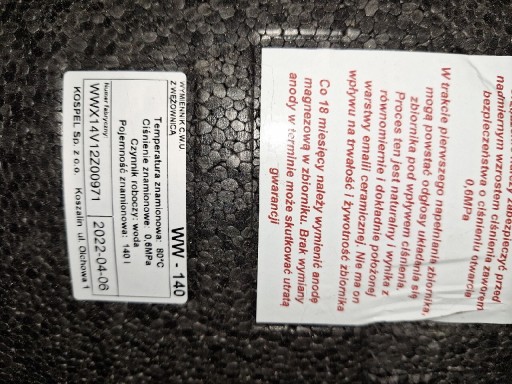 WYMIENNIK C.W.U
Z WĘŻOWNICĄ
WW - 140
Temperatura znamionowa: 80°C
Ciśnienie znamionowe: 0,6MPa
Czynnik roboczy: woda
Pojemność znamionowa: 140 l
Numer fabryczny:
WWX14V12Z00971
2022-04-06
KOSPEL Sp. z o.o. Koszalin ul. Olchowa 1
zabezpieczyć przed
nadmiernym wzrostem ciśnienia zaworem
bezpieczeństwa o ciśnieniu otwarcia
0,6MPa
W trakcie pierwszego napełniania zbiornika,
mogą powstać odgłosy układania się
zbiornika pod wpływem ciśnienia.
Proces ten jest naturalny i wynika z
równomiernie i dokładnie położonej
warstwy emalii ceramicznej. Nie ma on
wpływu na trwałość i żywotność zbiornika
Co 18 miesięcy należy wymienić anodę
magnezową w zbiorniku. Brak wymiany
anody w terminie może skutkować utratą
gwarancji